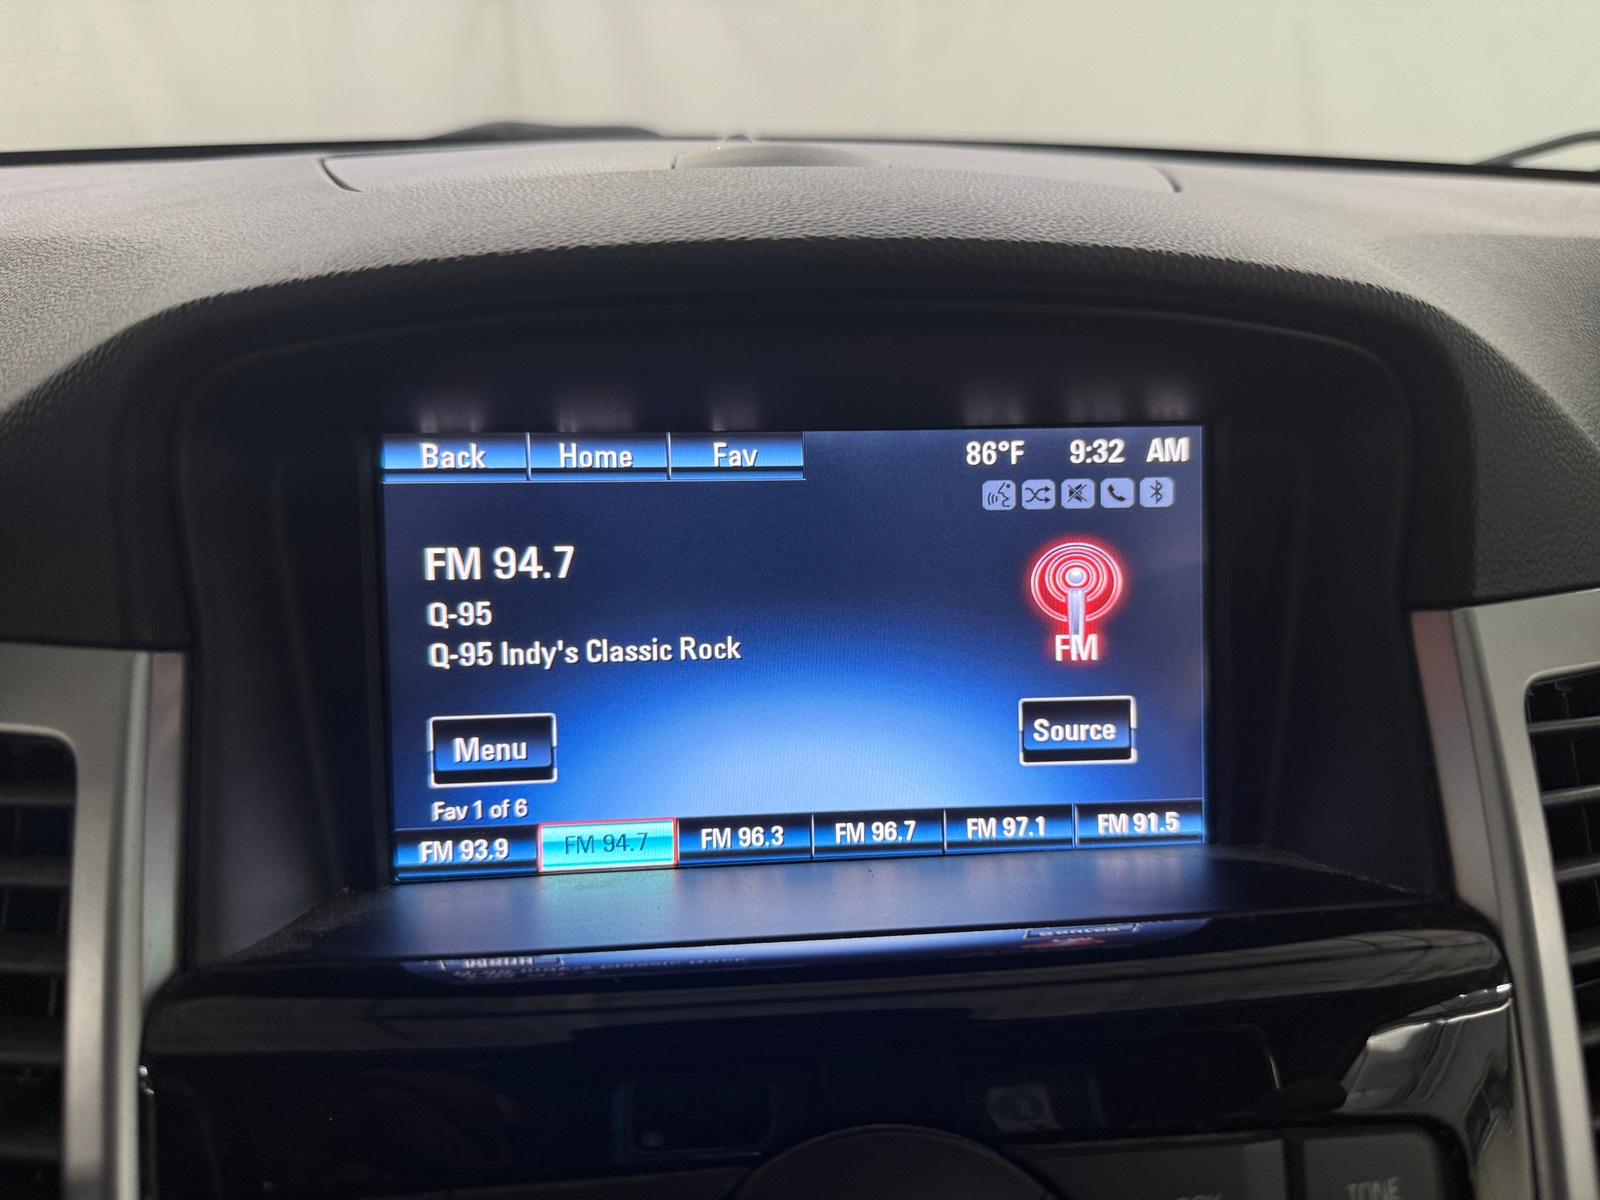 Back Home Fav 86°F 9:32 AM
FM 94.7
Q-95
Q-95 Indy's Classic Rock
FM
Menu Source
Fav 1 of 6
FM 93.9 FM 94.7 FM 96.3 FM 96.7 FM 97.1 FM 91.5
TONE